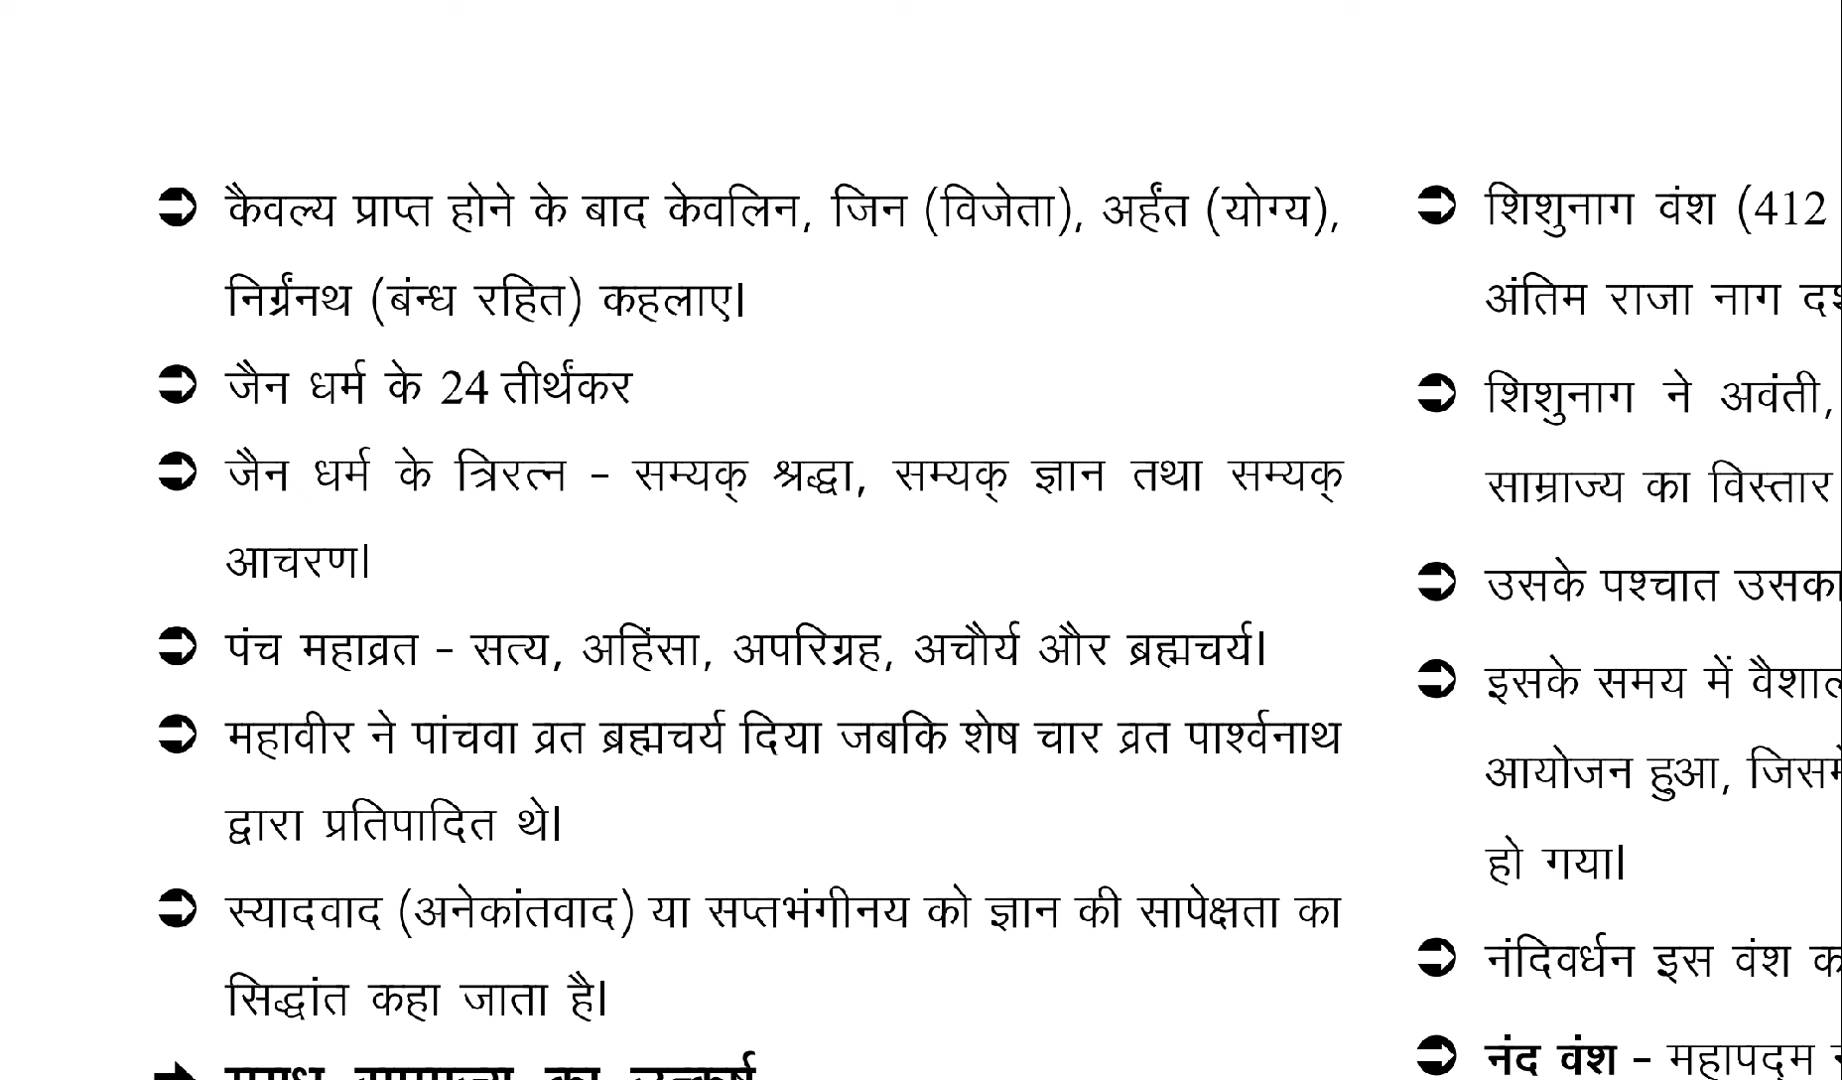 कैवल्य प्राप्त होने के बाद केवलिन, जिन (विजेता), अर्हंत (योग्य),
निर्ग्रंनथ (बंन्ध रहित) कहलाए।
जैन धर्म के 24 तीर्थंकर
जैन धर्म के त्रिरत्न - सम्यक् श्रद्धा, सम्यक् ज्ञान तथा सम्यक्
आचरण।
पंच महाव्रत - सत्य, अहिंसा, अपरिग्रह, अचौर्य और ब्रह्मचर्य।
महावीर ने पांचवा व्रत ब्रह्मचर्य दिया जबकि शेष चार व्रत पार्श्वनाथ
द्वारा प्रतिपादित थे।
स्यादवाद (अनेकांतवाद) या सप्तभंगीनय को ज्ञान की सापेक्षता का
सिद्धांत कहा जाता है।
शिशुनाग वंश (412
अंतिम राजा नाग
शिशुनाग ने अवंती,
साम्राज्य का विस्तार
उसके पश्चात उसका
इसके समय में
आयोजन हुआ,
हो गया।
नंदिवर्धन इस वंश
नंद वंश - महापद्म